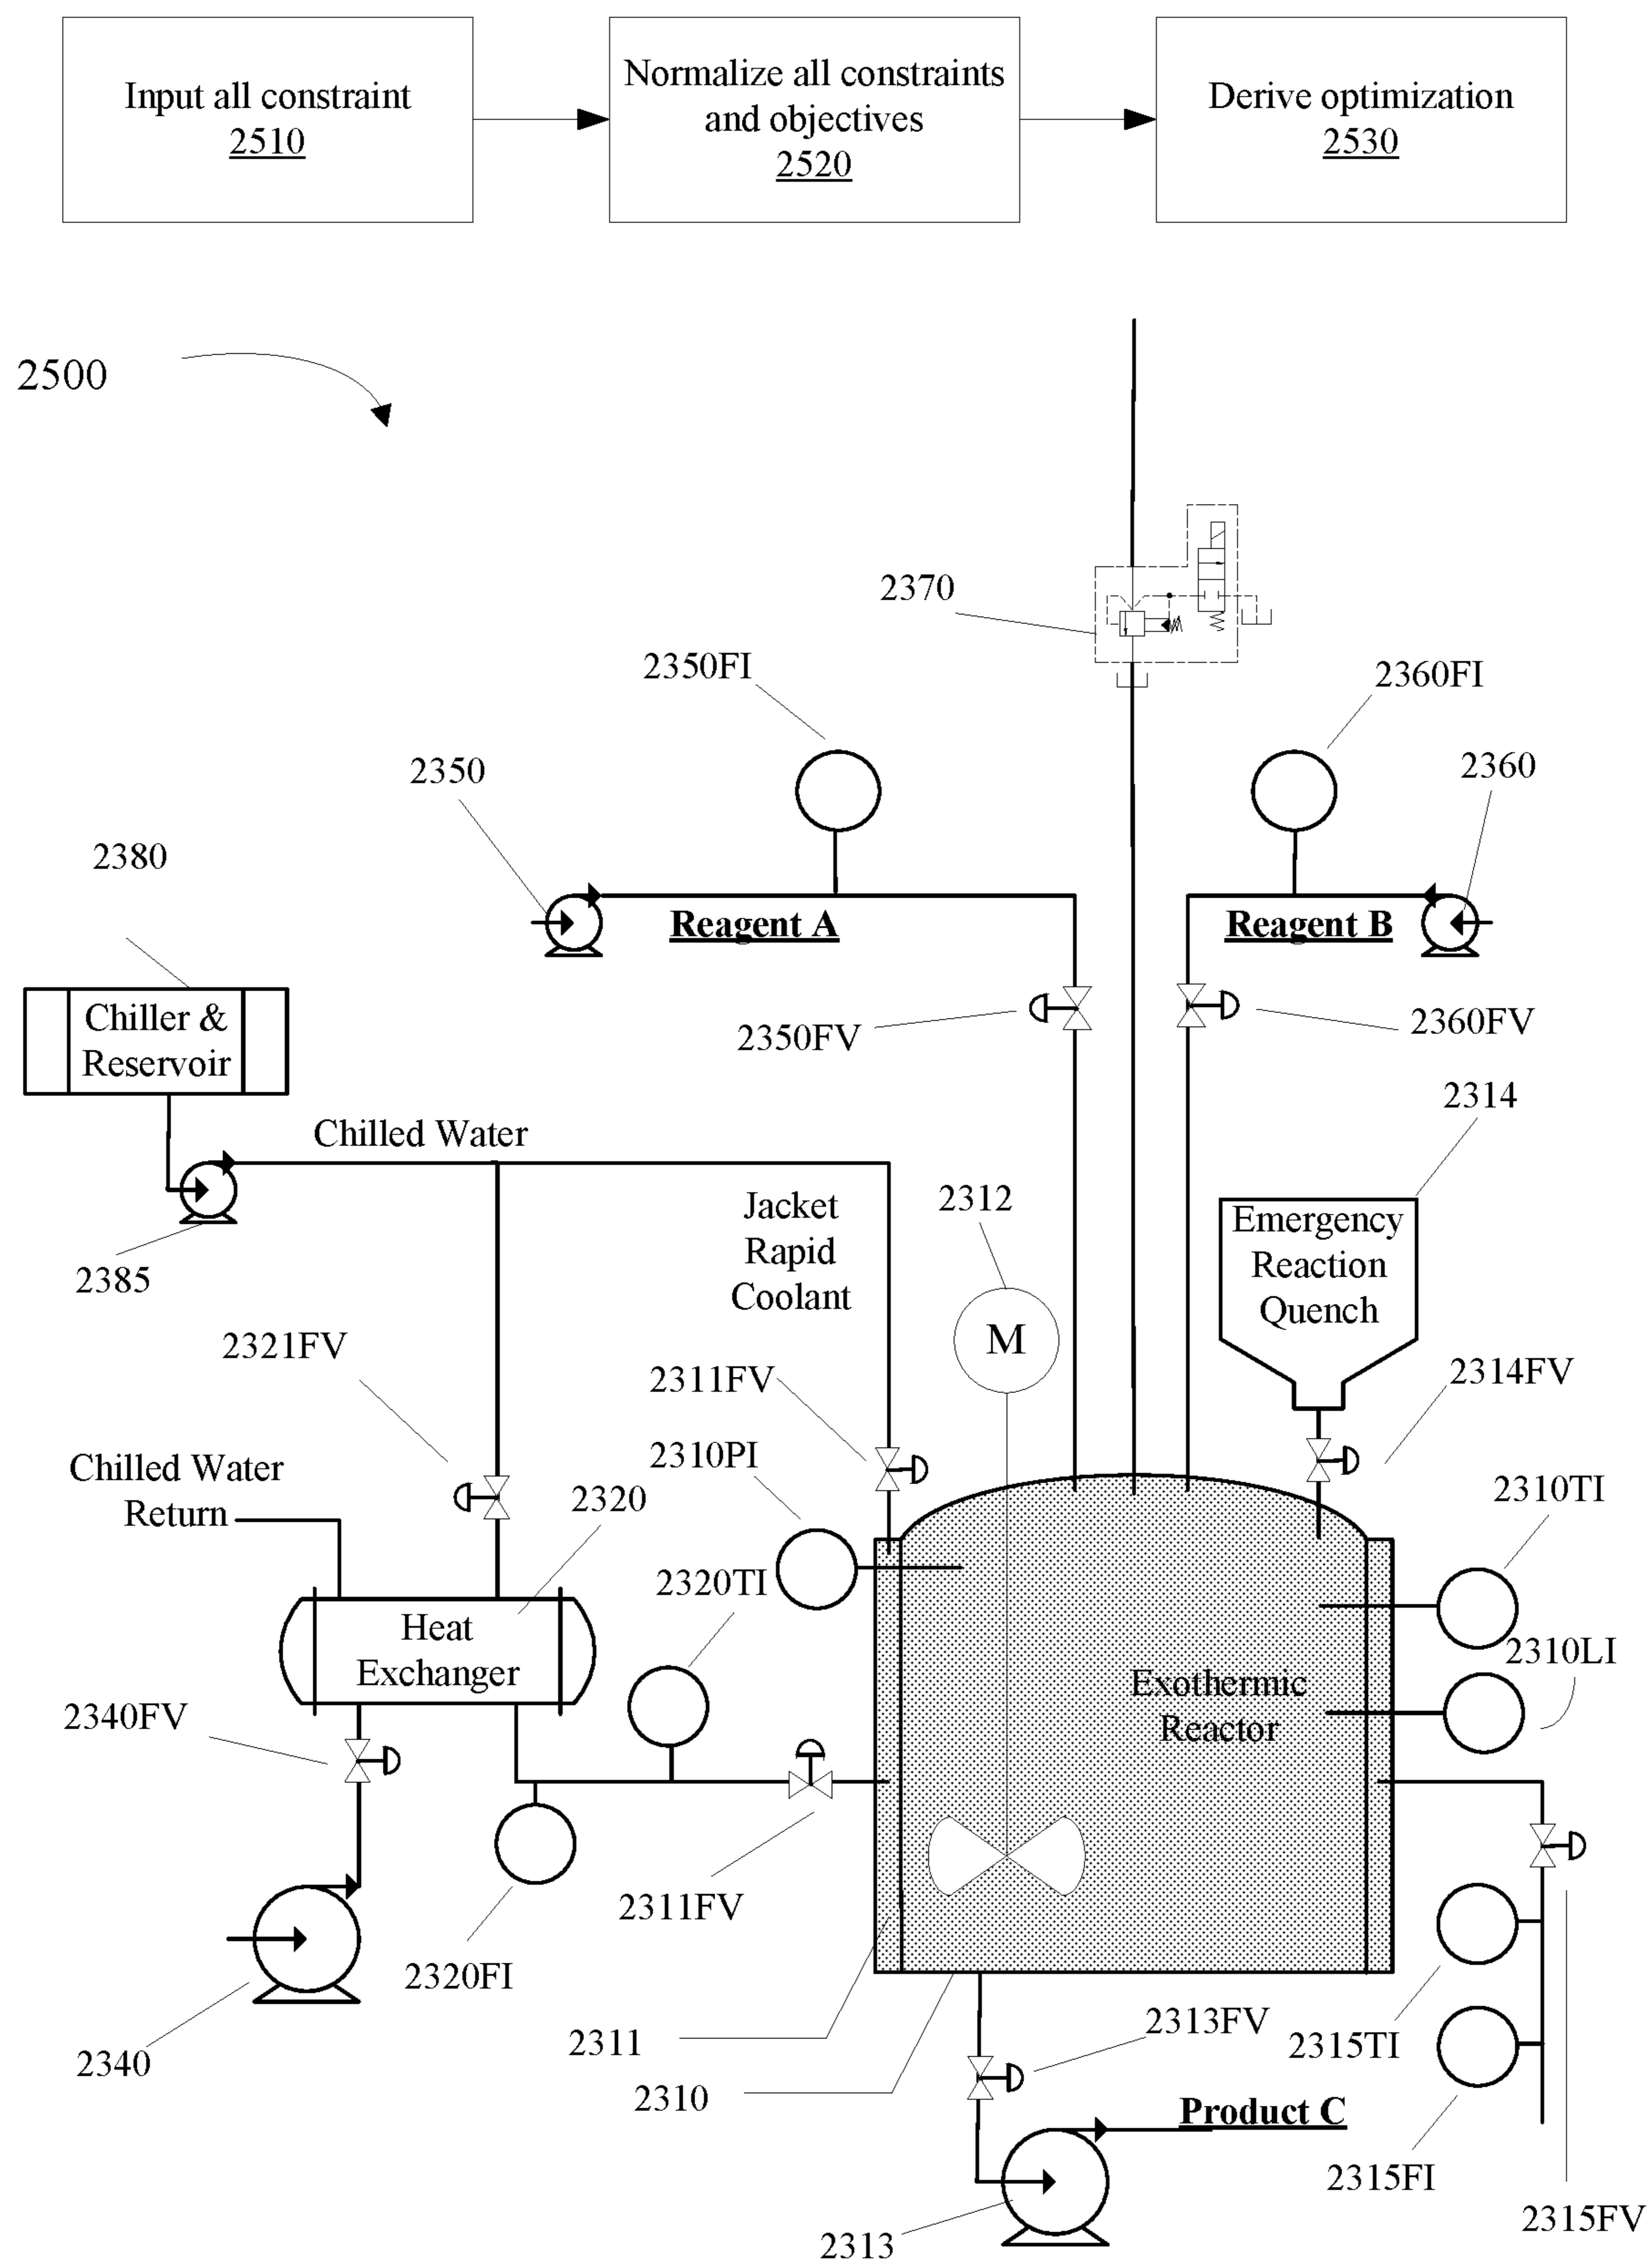 Input all constraint
2510
Normalize all constraints
and objectives
2520
Derive optimization
2530
2500
2370
2350FI
2360FI
2350
2360
2380
Reagent A
Reagent B
Chiller &
Reservoir
2350FV
2360FV
2314
Chilled Water
2385
Jacket
Rapid
Coolant
2312
M
Emergency
Reaction
Quench
2321FV
2311FV
2314FV
2310PI
Chilled Water
Return
2320
2310TI
2320TI
Heat
Exchanger
2310LI
Exothermic
Reactor
2340FV
2311FV
2320FI
2340
2311
2310
2313FV
2315TI
Product C
2315FI
2315FV
2313